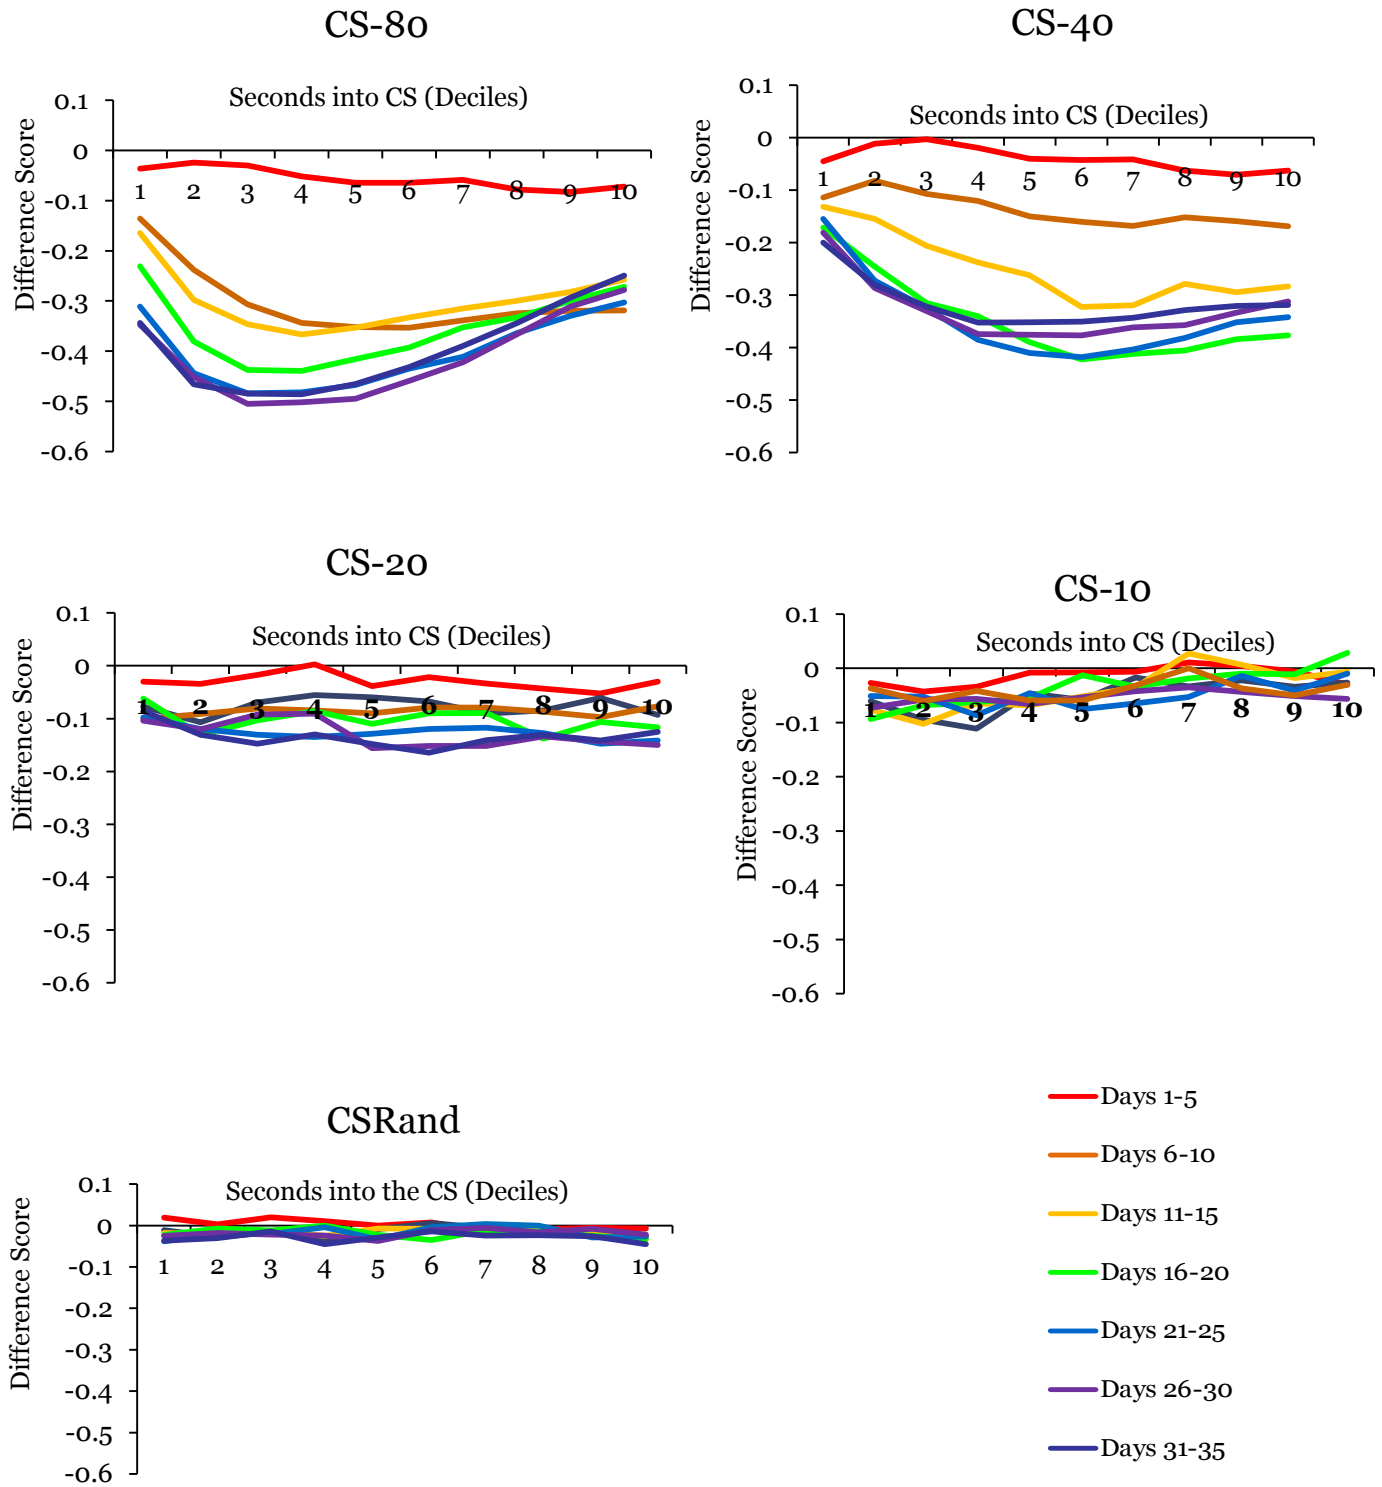 CS-80
Seconds into CS (Deciles)
Difference Score
0.1
0
-0.1
-0.2
-0.3
-0.4
-0.5
-0.6
1 2 3 4 5 6 7 8 9 10
CS-40
Seconds into CS (Deciles)
Difference Score
0.1
0
-0.1
-0.2
-0.3
-0.4
-0.5
-0.6
1 2 3 4 5 6 7 8 9 10
CS-20
Seconds into CS (Deciles)
Difference Score
0.1
0
-0.1
-0.2
-0.3
-0.4
-0.5
-0.6
1 2 3 4 5 6 7 8 9 10
CS-10
Seconds into CS (Deciles)
Difference Score
0.1
0
-0.1
-0.2
-0.3
-0.4
-0.5
-0.6
1 2 3 4 5 6 7 8 9 10
CSRand
Seconds into the CS (Deciles)
Difference Score
0.1
0
-0.1
-0.2
-0.3
-0.4
-0.5
-0.6
1 2 3 4 5 6 7 8 9 10
Days 1-5
Days 6-10
Days 11-15
Days 16-20
Days 21-25
Days 26-30
Days 31-35